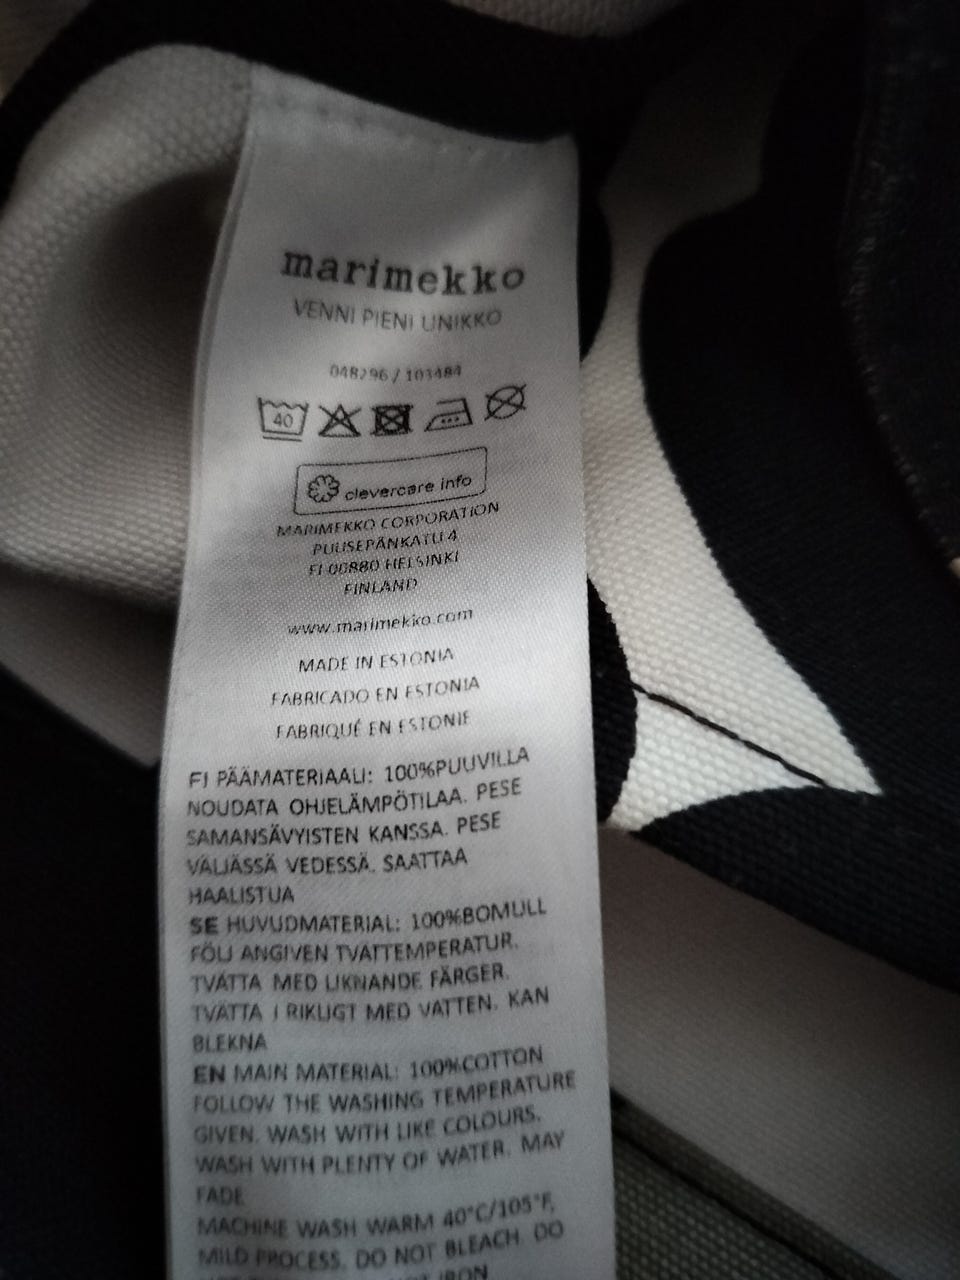 marimekko
VENNI PIENI UNIKKO
048296 / 103484
40
clevercare info
MARIMEKKO CORPORATION
PUUSEPÄNKATU 4
FI 00880 HELSINKI
FINLAND
www.marimekko.com
MADE IN ESTONIA
FABRICADO EN ESTONIA
FABRIQUÉ EN ESTONIE
FI PÄÄMATERIAALI: 100%PUUVILLA
NOUDATA OHJELÄMPÖTILAA. PESE
SAMANSÄVYISTEN KANSSA. PESE
VÄLJÄSSÄ VEDESSÄ. SAATTAA
HAALISTUA
SE HUVUDMATERIAL: 100%BOMULL
FÖLJ ANGIVEN TVÄTTEMPERATUR.
TVÄTTA MED LIKNANDE FÄRGER.
TVÄTTA I RIKLIGT MED VATTEN. KAN
BLEKNA
EN MAIN MATERIAL: 100%COTTON
FOLLOW THE WASHING TEMPERATURE
GIVEN. WASH WITH LIKE COLOURS.
WASH WITH PLENTY OF WATER. MAY
FADE
MACHINE WASH WARM 40°C/105°F,
MILD PROCESS. DO NOT BLEACH. DO
IRON